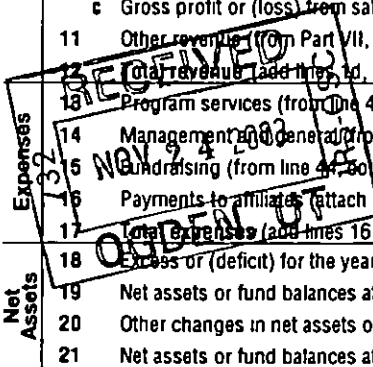 c Gross profit or (loss) from sal
11 Other revenue (from Part VII,
12 Total revenue (add lines 1d,
13 Program services (from line 4
14 Management and general (fro
15 Fundraising (from line 44,
16 Payments to affiliates (attach
17 Total expenses (add lines 16
18 Excess or (deficit) for the year
19 Net assets or fund balances at
20 Other changes in net assets o
21 Net assets or fund balances at
Expenses
Net Assets
RECEIVED
NOV 24 2003
OGDEN, UT
732